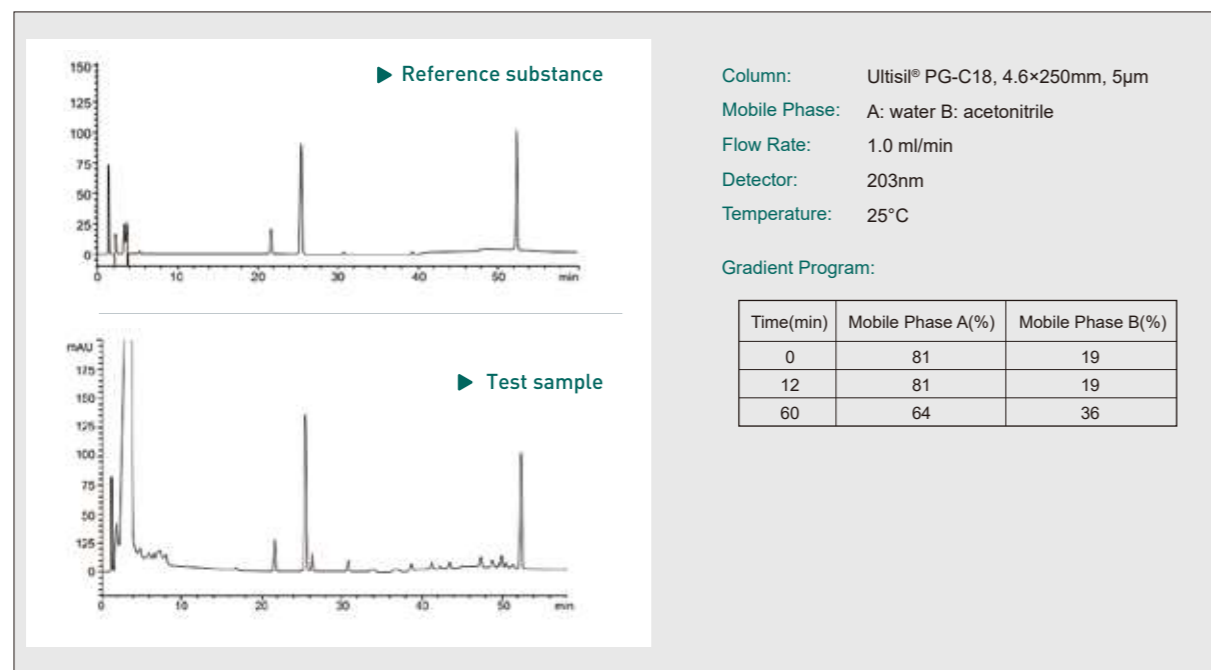 ▶ Reference substance
150
125
100
75
50
25
0
0 10 20 30 40 50 min
mAU
175
150
125
100
75
50
125
0
▶ Test sample
0 10 20 30 40 50 min
Column: Ultisil® PG-C18, 4.6×250mm, 5μm
Mobile Phase: A: water B: acetonitrile
Flow Rate: 1.0 ml/min
Detector: 203nm
Temperature: 25°C
Gradient Program:
Time(min) Mobile Phase A(%) Mobile Phase B(%)
0 81 19
12 81 19
60 64 36